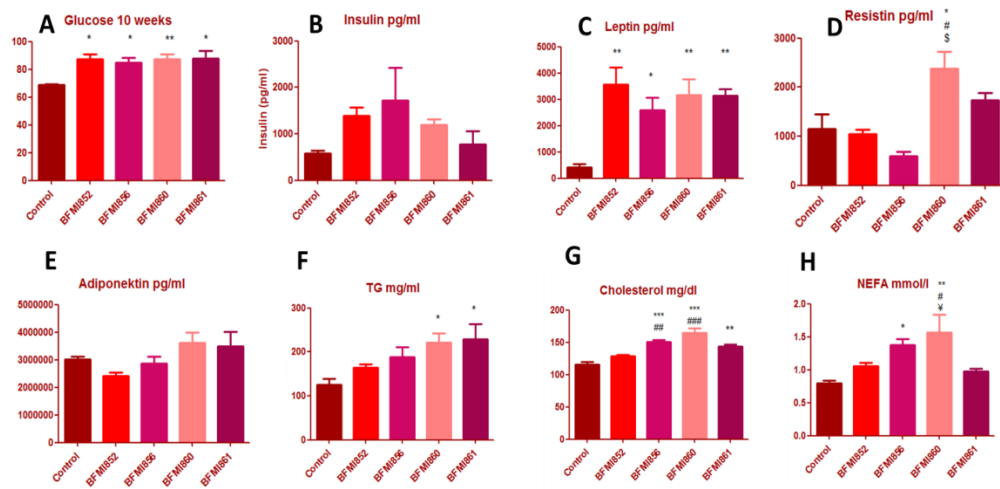 A
Glucose 10 weeks
100
80
60
40
20
0
*
*
**
*
Control
BFMI852
BFMI856
BFMI860
BFMI861
B
Insulin pg/ml
Insulin (pg/ml)
3000
2000
1000
0
Control
BFMI852
BFMI856
BFMI860
BFMI861
C
Leptin pg/ml
5000
4000
3000
2000
1000
0
**
*
**
**
Control
BFMI852
BFMI856
BFMI860
BFMI861
D
Resistin pg/ml
3000
2000
1000
0
*
#
$
Control
BFMI852
BFMI856
BFMI860
BFMI861
E
Adiponektin pg/ml
5000000
4000000
3000000
2000000
1000000
0
Control
BFMI852
BFMI856
BFMI860
BFMI861
F
TG mg/ml
300
200
100
0
*
*
Control
BFMI852
BFMI856
BFMI860
BFMI861
G
Cholesterol mg/dl
200
150
100
50
0
***
##
***
###
**
Control
BFMI852
BFMI856
BFMI860
BFMI861
H
NEFA mmol/l
2.0
1.5
1.0
0.5
0.0
*
**
#
¥
Control
BFMI852
BFMI856
BFMI860
BFMI861